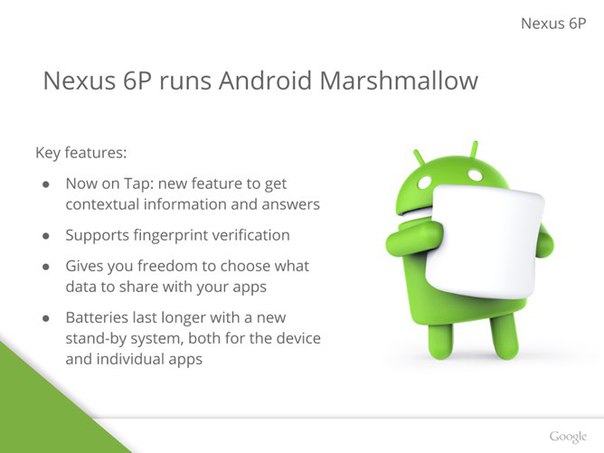 Nexus 6P
Nexus 6P runs Android Marshmallow
Key features:
● Now on Tap: new feature to get
contextual information and answers
● Supports fingerprint verification
● Gives you freedom to choose what
data to share with your apps
● Batteries last longer with a new
stand-by system, both for the device
and individual apps
Google